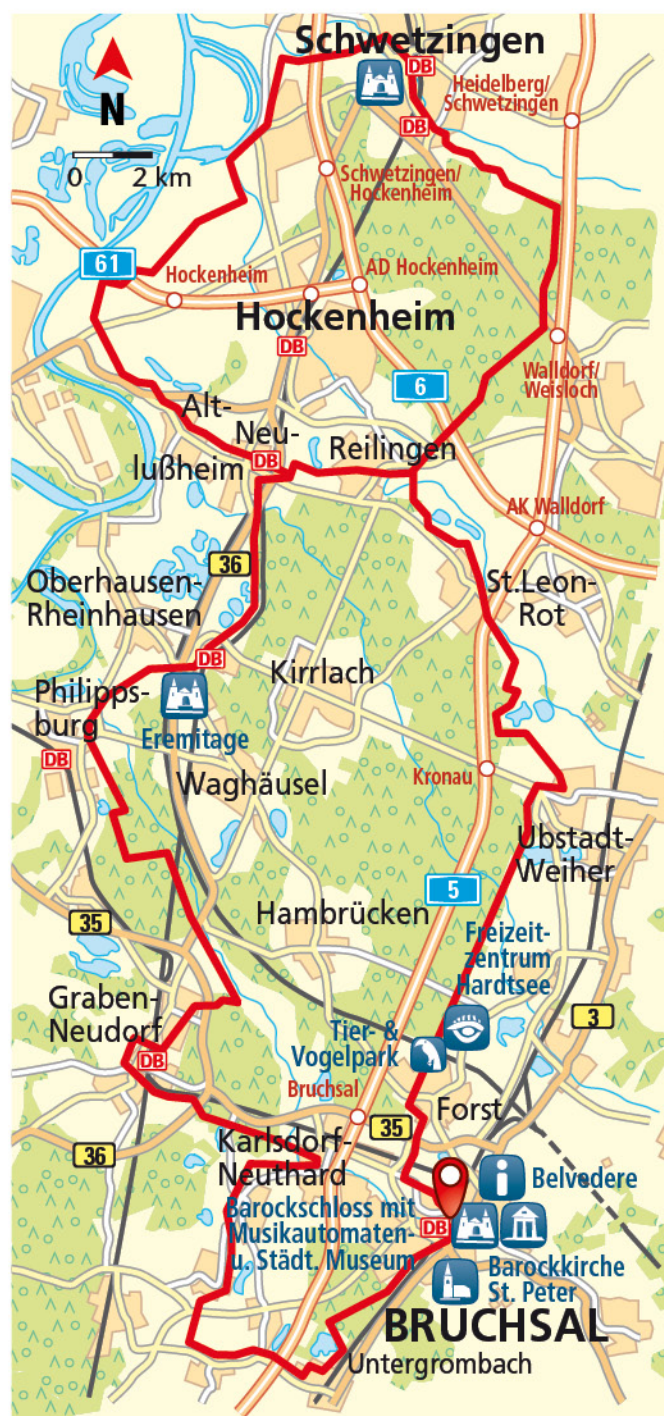 Schwetzingen
DB
N
Heidelberg/
Schwetzingen
DB
0 2 km
Schwetzingen/
Hockenheim
61
Hockenheim
AD Hockenheim
Hockenheim
DB
Walldorf/
Weisloch
6
Alt-
Neu-
lußheim
DB
Reilingen
AK Walldorf
36
Oberhausen-
Rheinhausen
St.Leon-
Rot
DB
Kirrlach
Philipps-
burg
Eremitage
DB
Waghäusel
Kronau
Ubstadt-
Weiher
5
35
Hambrücken
Freizeit-
zentrum
Hardtsee
Graben-
Neudorf
3
Tier- &
Vogelpark
DB
Bruchsal
Forst
35
36
Karlsdorf-
Neuthard
i
Belvedere
Barockschloss mit
Musikautomaten-
u. Städt. Museum
DB
Barockkirche
St. Peter
BRUCHSAL
Untergrombach